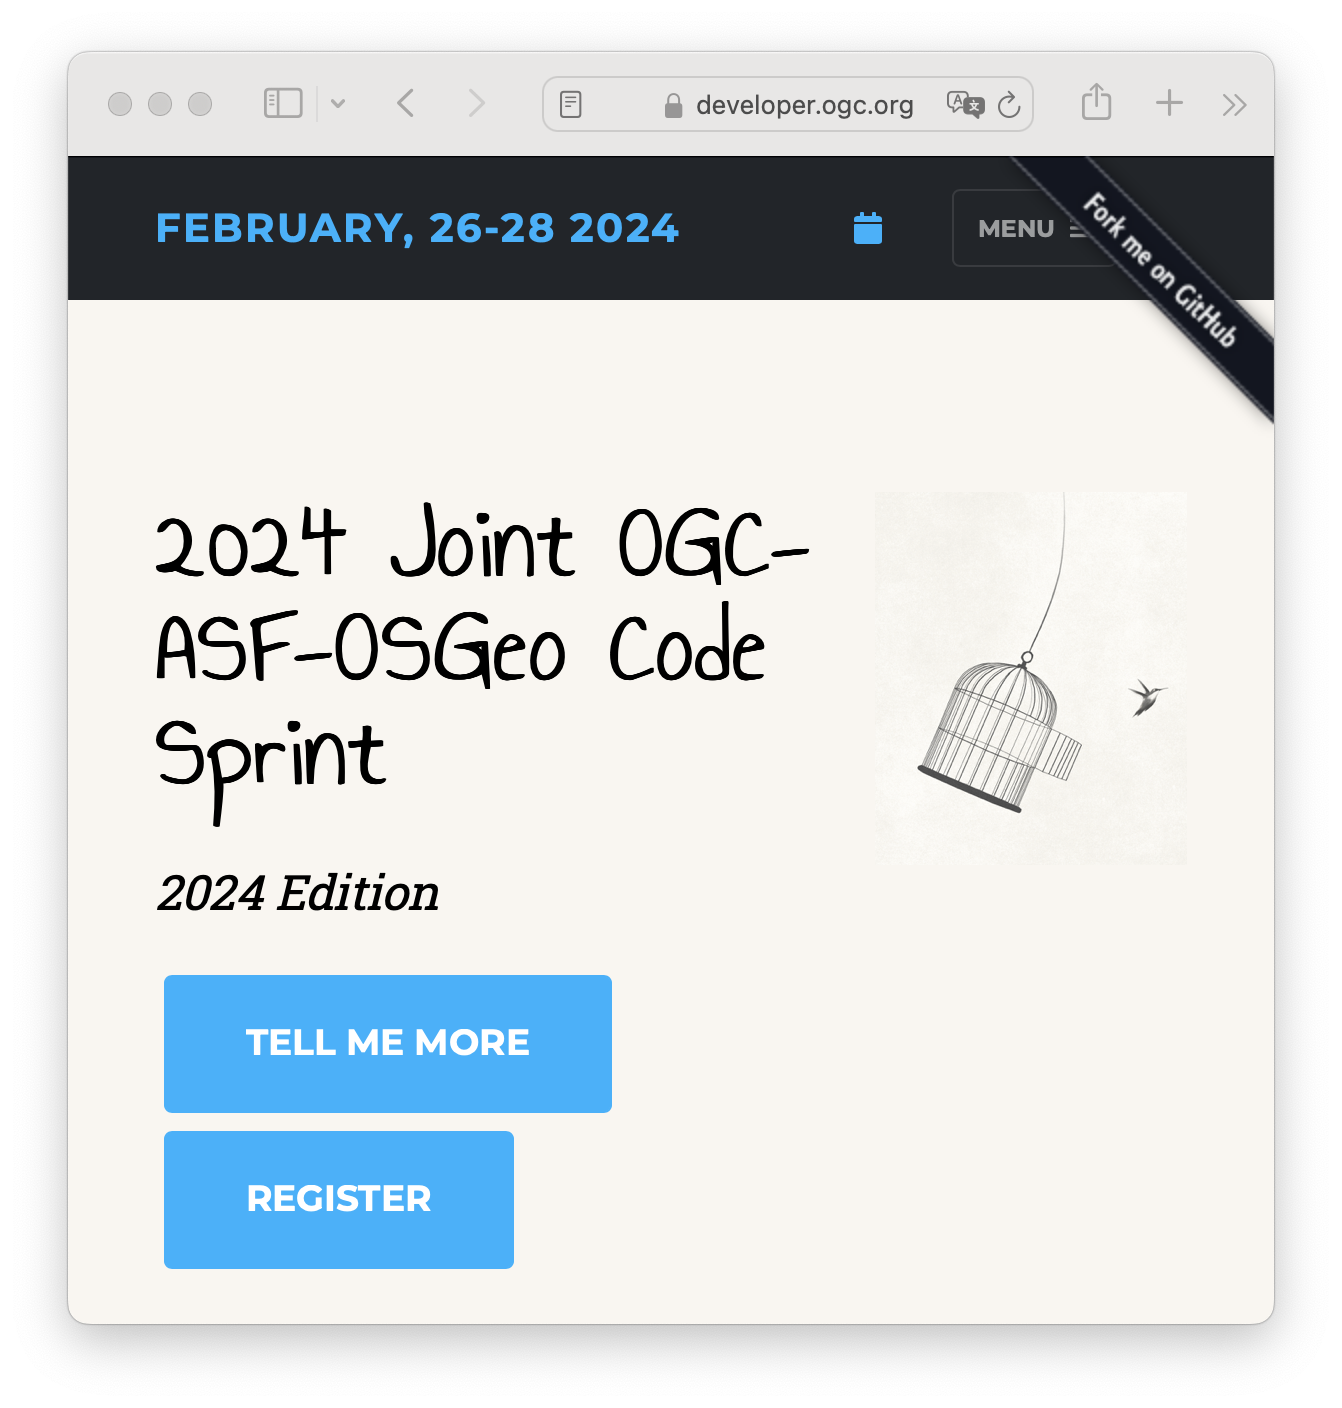 developer.ogc.org
FEBRUARY, 26-28 2024
MENU
Fork me on GitHub
2024 Joint OGC-
ASF-OSGeo Code
Sprint
2024 Edition
TELL ME MORE
REGISTER